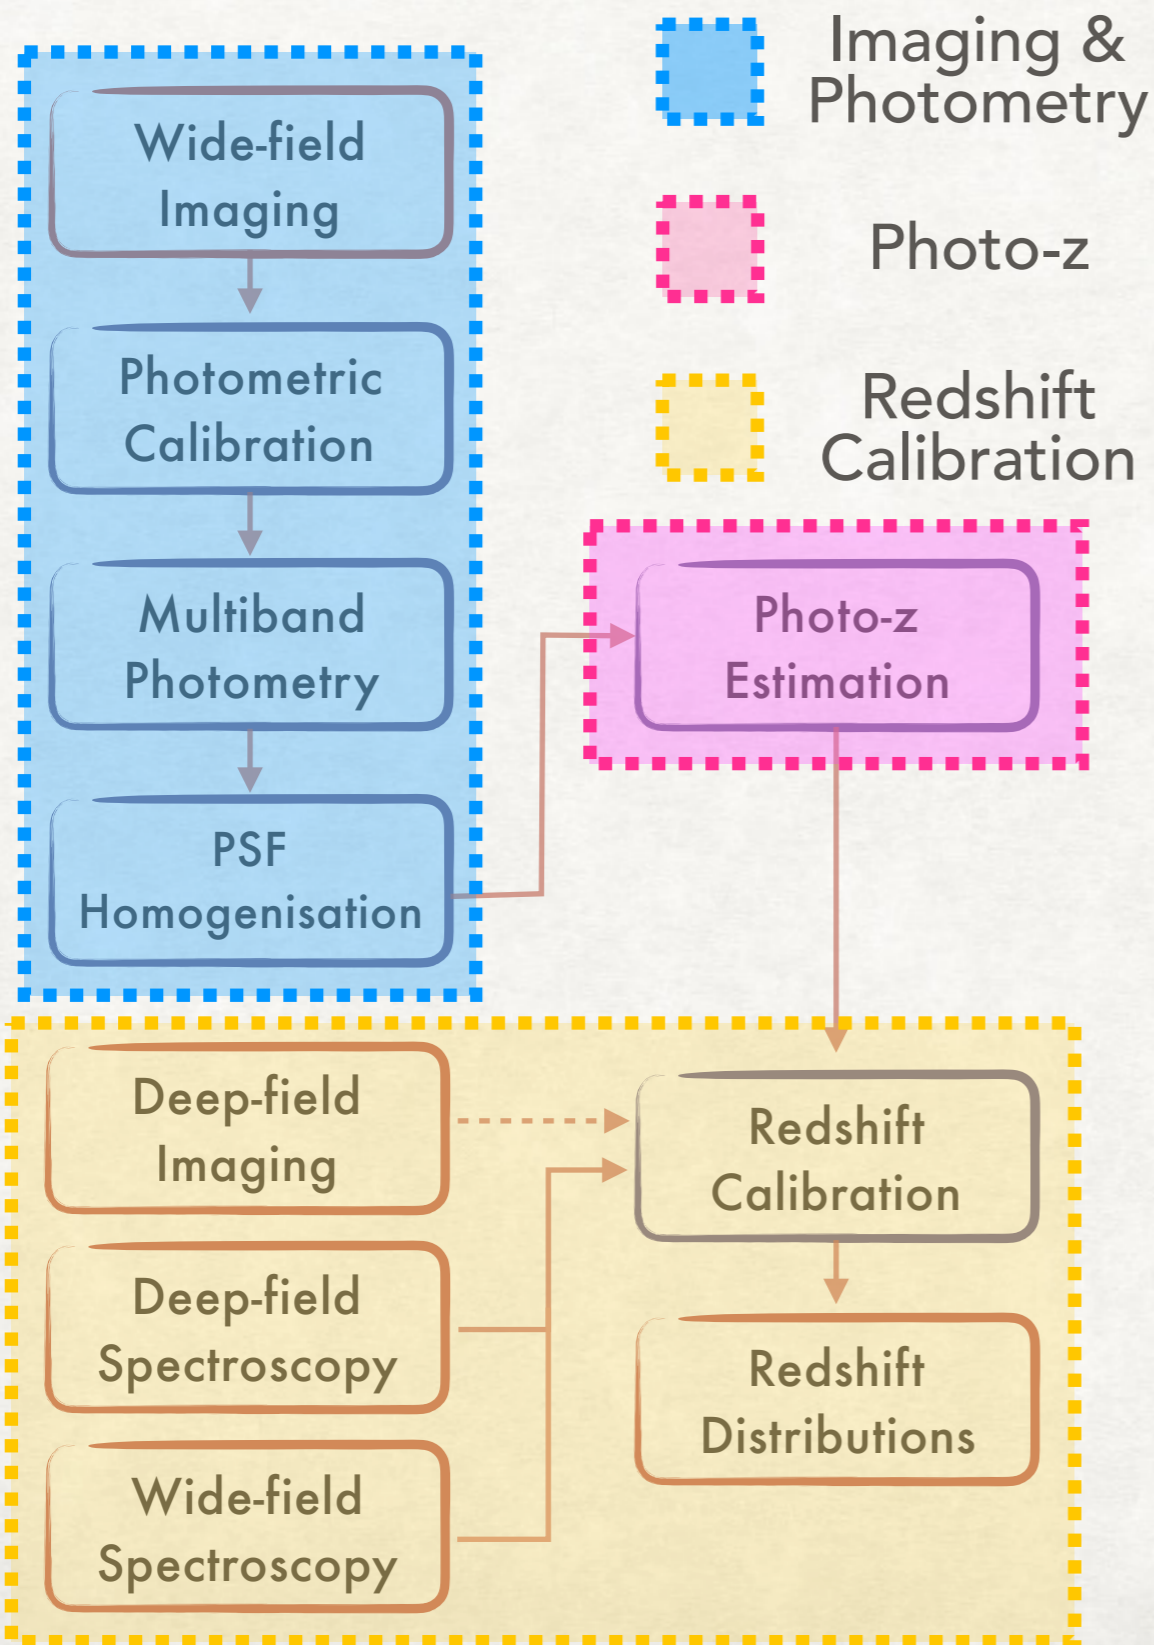 Imaging &
Photometry
Photo-z
Redshift
Calibration
Wide-field
Imaging
Photometric
Calibration
Multiband
Photometry
PSF
Homogenisation
Photo-z
Estimation
Deep-field
Imaging
Deep-field
Spectroscopy
Wide-field
Spectroscopy
Redshift
Calibration
Redshift
Distributions